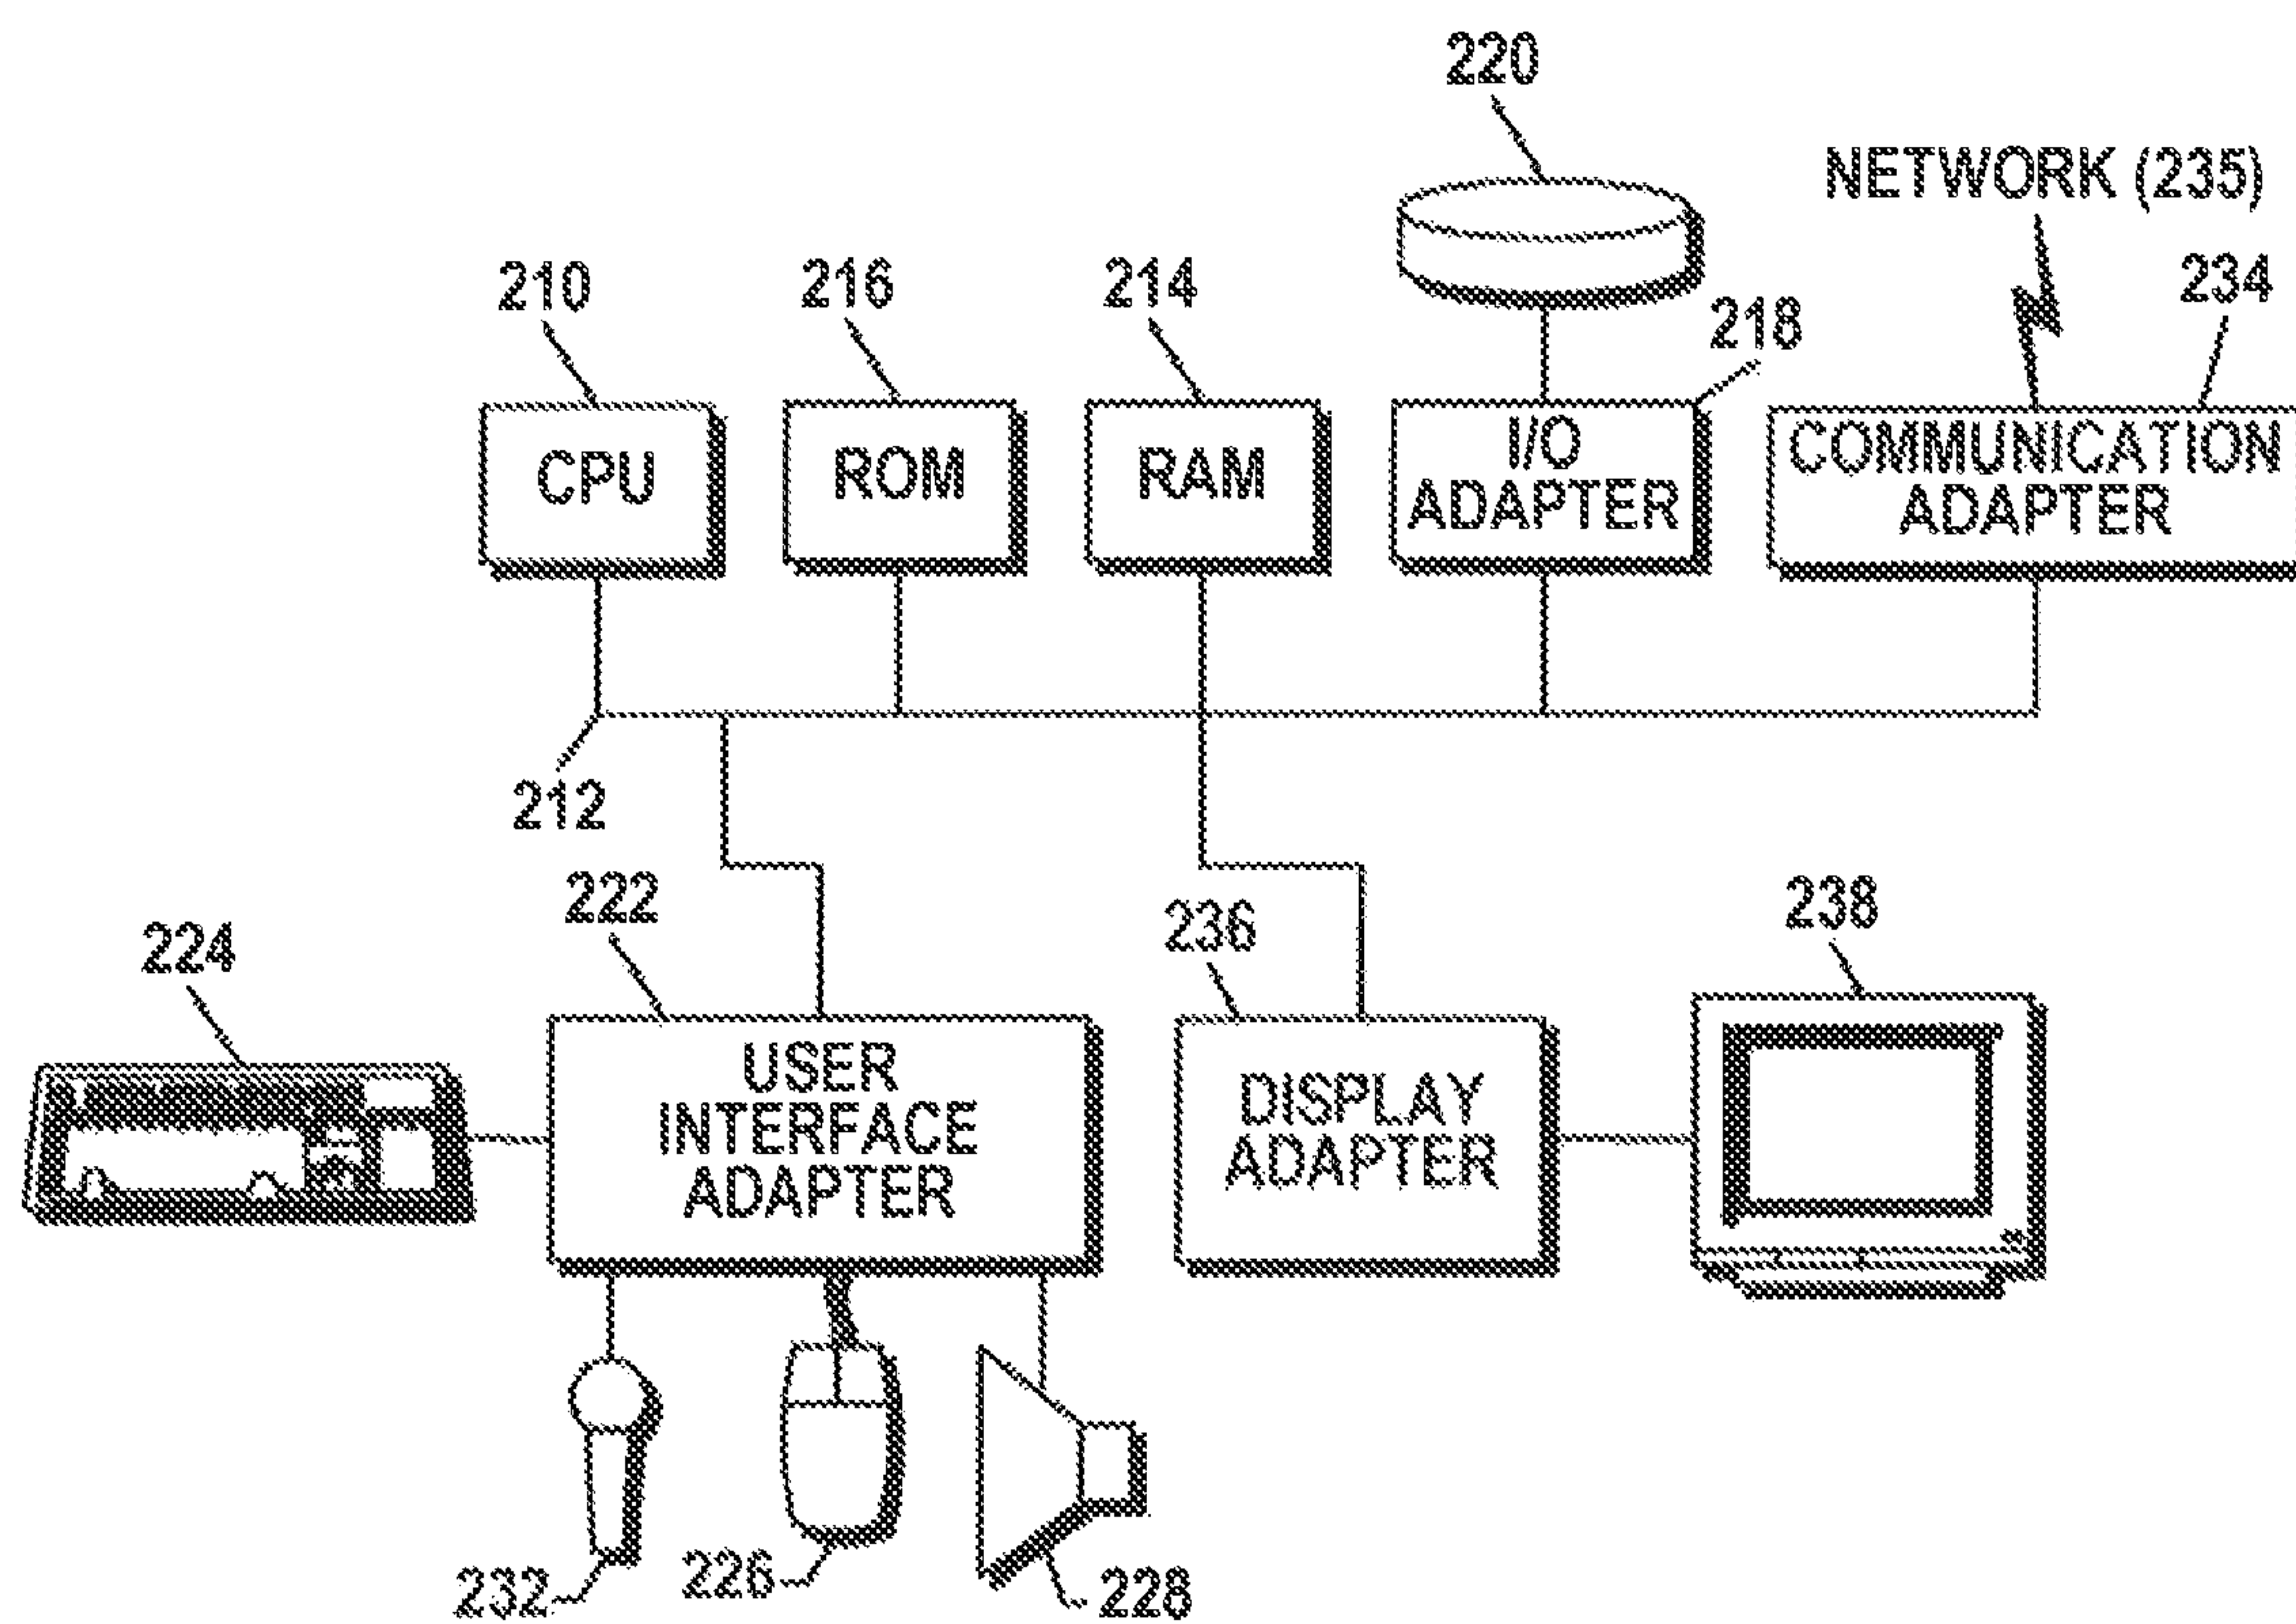 220
NETWORK (235)
210
216
214
218
234
CPU
ROM
RAM
I/O
ADAPTER
COMMUNICATION
ADAPTER
212
222
236
238
224
USER
INTERFACE
ADAPTER
DISPLAY
ADAPTER
232
226
228